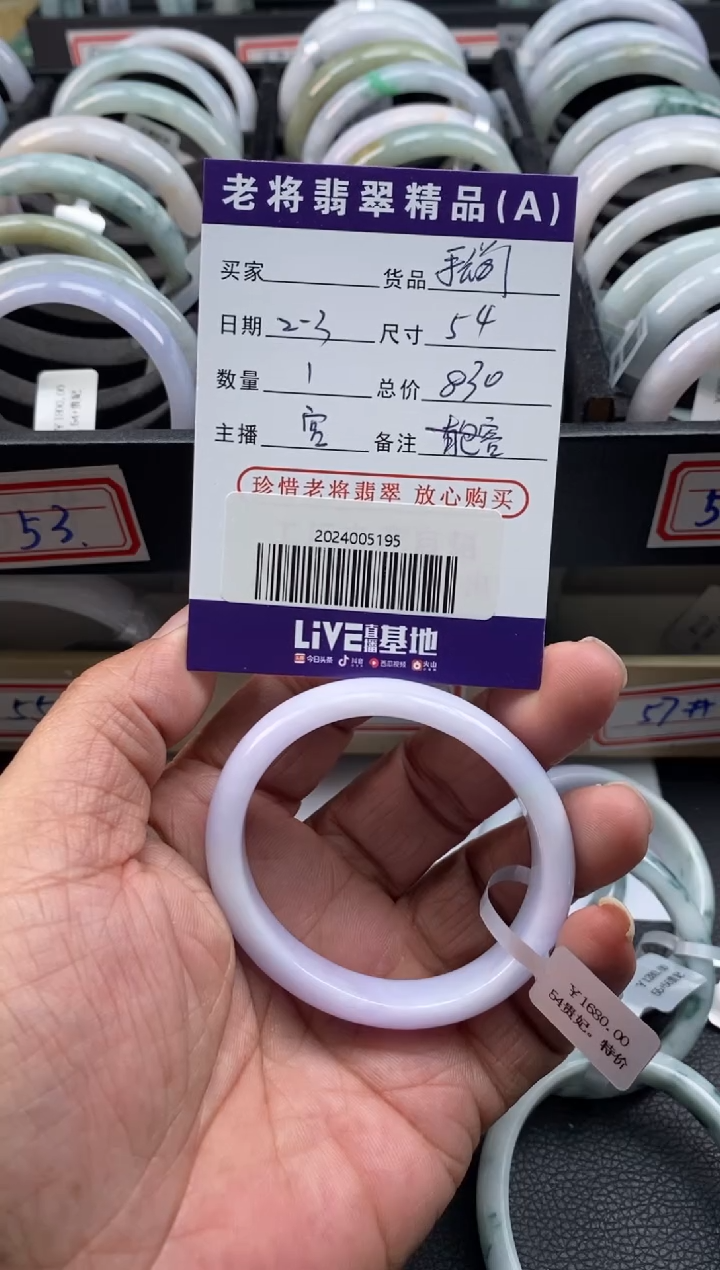 老将翡翠精品(A)
买家 货品 手镯
日期 2-3 尺寸 54
数量 1 总价 830
主播 备注
珍惜老将翡翠 放心购买
2024005195
LiVE直播基地
今日头条 抖音 西瓜视频 火山
￥1680.00
54贵妃。特价
53.
55
57#
5